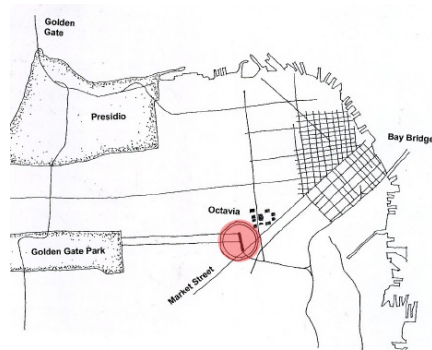 Golden
Gate
Presidio
Bay Bridge
Octavia
Golden Gate Park
Market Street